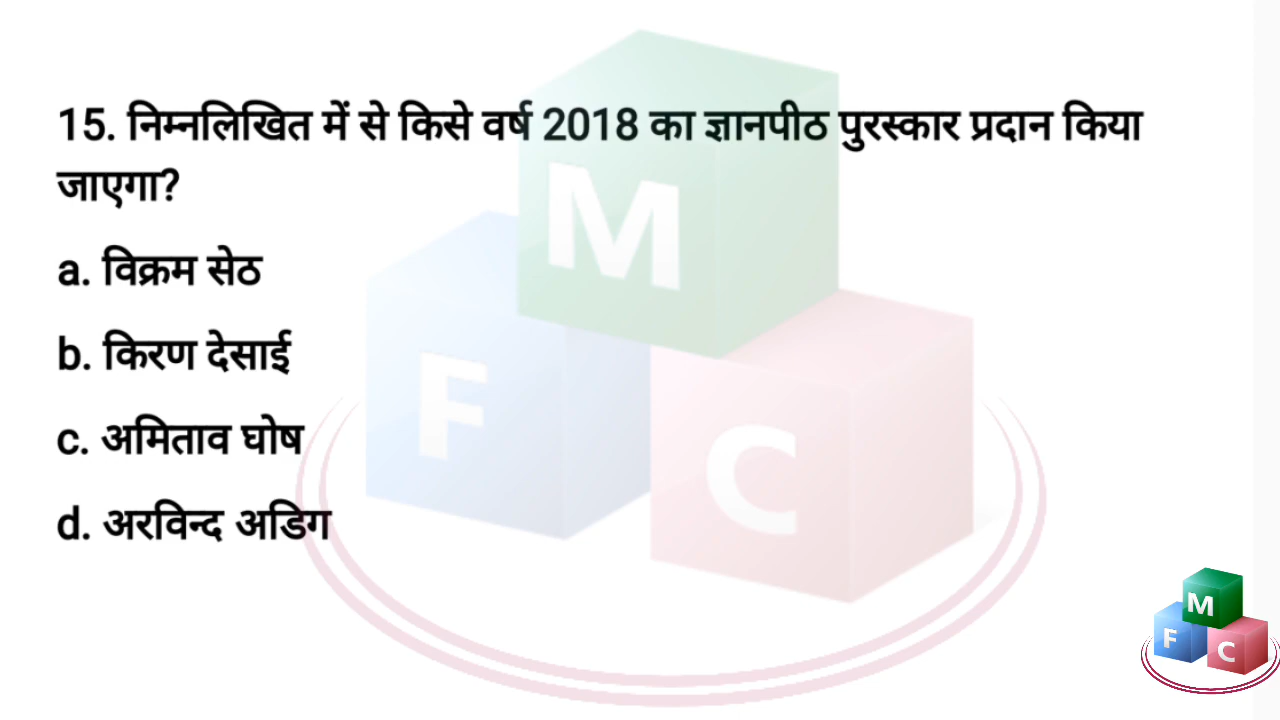 15. निम्नलिखित में से किसे वर्ष 2018 का ज्ञानपीठ पुरस्कार प्रदान किया
जाएगा?
a. विक्रम सेठ
b. किरण देसाई
c. अमिताव घोष
d. अरविन्द अडिग
M
F
C
M
F
C